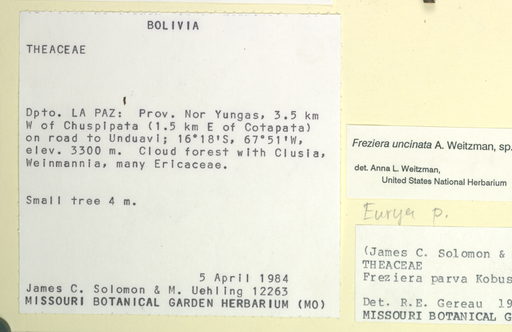 BOLIVIA
THEACEAE
Dpto. LA PAZ: Prov. Nor Yungas, 3.5 km
W of Chuspipata (1.5 km E of Cotapata)
on road to Unduavi; 16°18'S, 67°51'W,
elev. 3300 m. Cloud forest with Clusia,
Weinmannia, many Ericaceae.
Small tree 4 m.
5 April 1984
James C. Solomon & M. Uehling 12263
MISSOURI BOTANICAL GARDEN HERBARIUM (MO)
Freziera uncinata A. Weitzman, sp.
det. Anna L. Weitzman,
United States National Herbarium
Eurya p.
(James C. Solomon &
THEACEAE
Freziera parva Kobus
Det. R.E. Gereau 19
MISSOURI BOTANICAL G